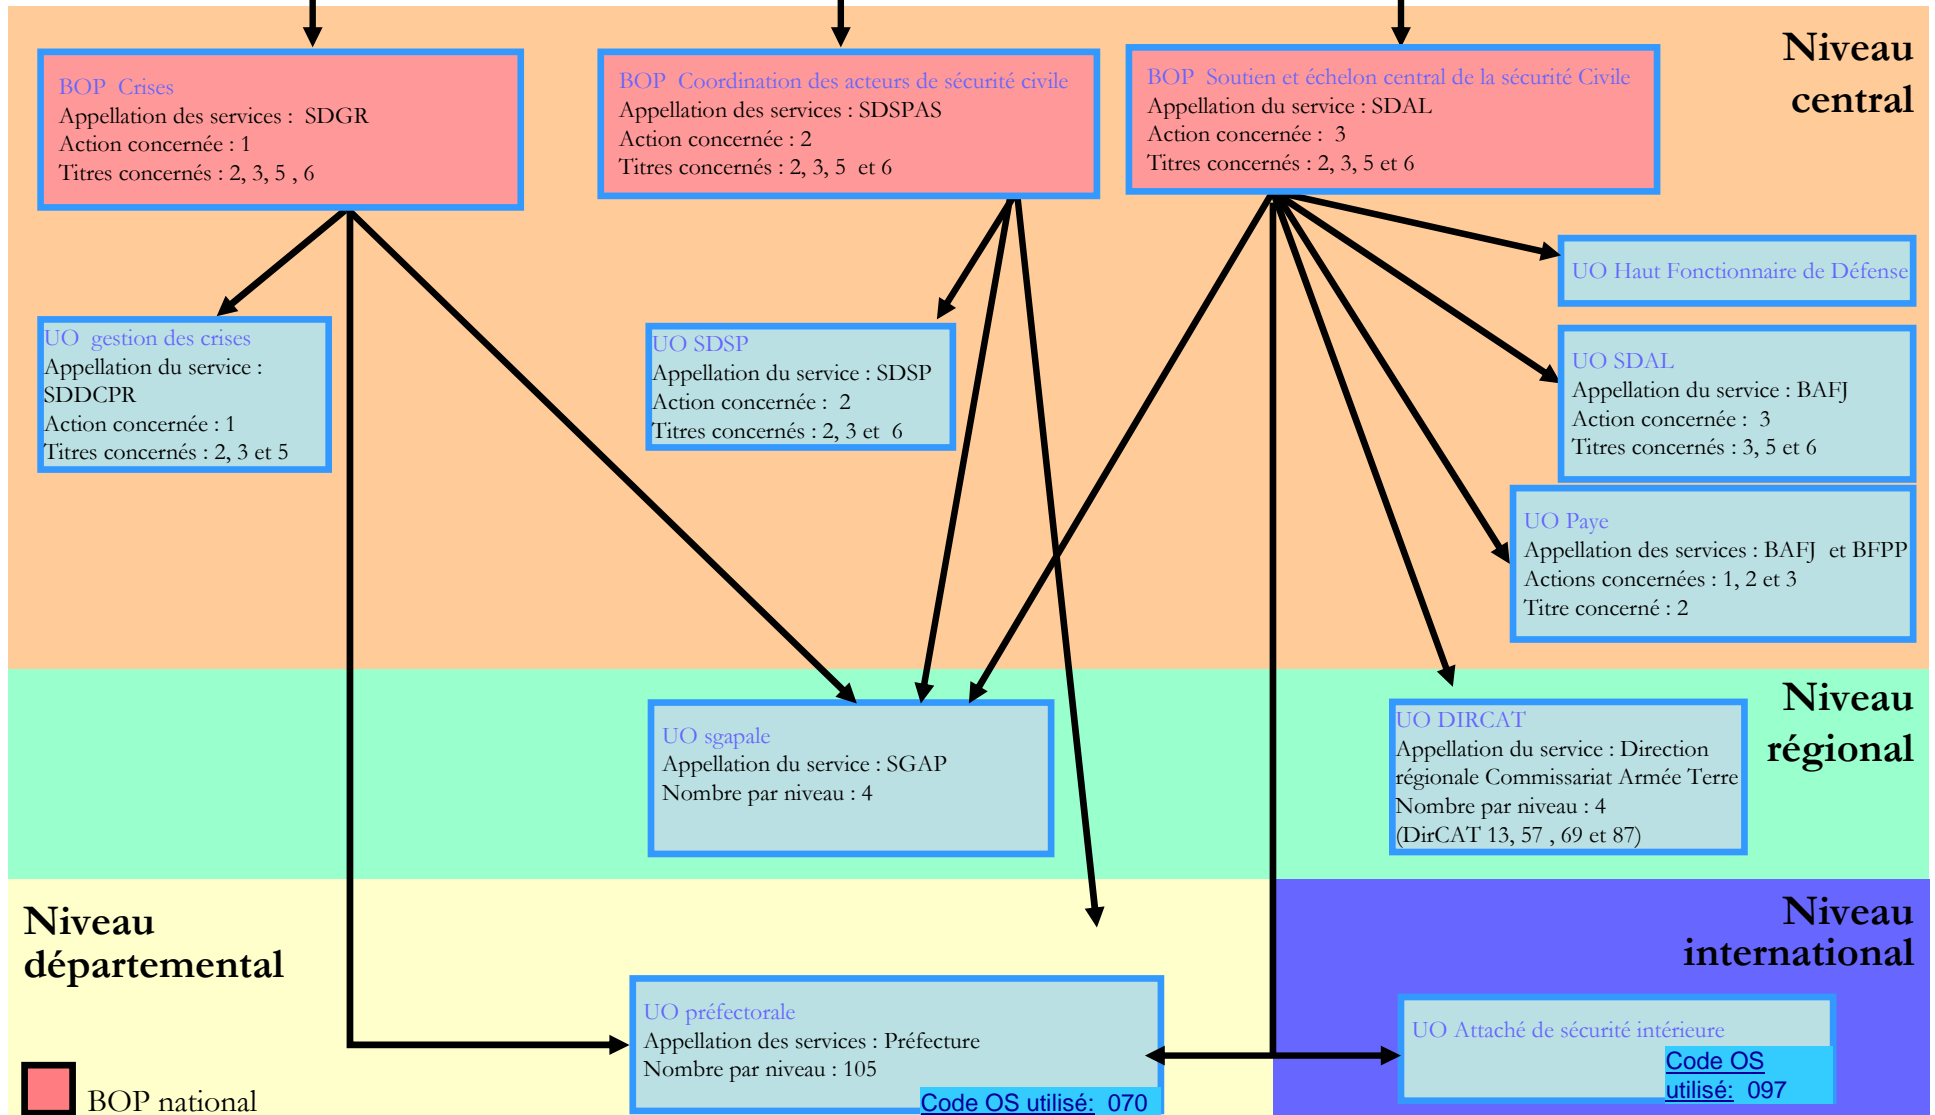 Niveau
central
BOP  Crises
Appellation des services :  SDGR
Action concernée : 1
Titres concernés : 2, 3, 5 , 6
BOP  Coordination des acteurs de sécurité civile
Appellation des services : SDSPAS
Action concernée : 2
Titres concernés : 2, 3, 5  et 6
BOP  Soutien et échelon central de la sécurité Civile
Appellation du service : SDAL
Action concernée :  3
Titres concernés : 2, 3, 5 et 6
UO Haut Fonctionnaire de Défense
UO  gestion des crises
Appellation du service :
SDDCPR
Action concernée : 1
Titres concernés : 2, 3 et 5
UO SDSP
Appellation du service : SDSP
Action concernée :  2
Titres concernés : 2, 3 et  6
UO SDAL
Appellation du service : BAFJ
Action concernée :  3
Titres concernés : 3, 5 et 6
UO Paye
Appellation des services : BAFJ  et BFPP
Actions concernées : 1, 2 et 3
Titre concerné : 2
Niveau
régional
UO sgapale
Appellation du service : SGAP
Nombre par niveau : 4
UO DIRCAT
Appellation du service : Direction
régionale Commissariat Armée Terre
Nombre par niveau : 4
(DirCAT 13, 57 , 69 et 87)
Niveau
départemental
Niveau
international
UO préfectorale
Appellation des services : Préfecture
Nombre par niveau : 105
Code OS utilisé:  070
UO Attaché de sécurité intérieure
Code OS
utilisé:  097
BOP national